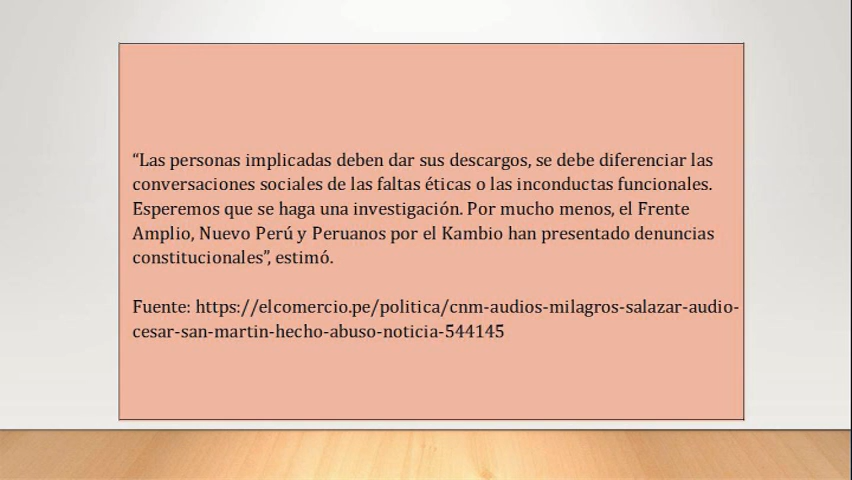 “Las personas implicadas deben dar sus descargos, se debe diferenciar las
conversaciones sociales de las faltas éticas o las inconductas funcionales.
Esperemos que se haga una investigación. Por mucho menos, el Frente
Amplio, Nuevo Perú y Peruanos por el Kambio han presentado denuncias
constitucionales”, estimó.
Fuente: https://elcomercio.pe/politica/cnm-audios-milagros-salazar-audio-
cesar-san-martin-hecho-abuso-noticia-544145